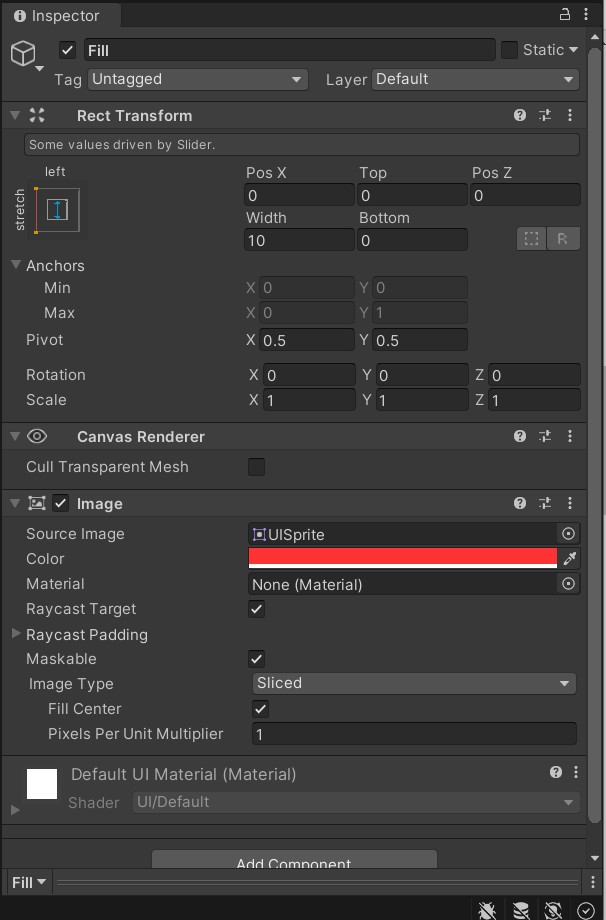 Inspector
Fill Static
Tag Untagged Layer Default
Rect Transform
Some values driven by Slider.
left
stretch
Pos X Top Pos Z
0 0 0
Width Bottom
10 0 R
Anchors
Min X 0 Y 0
Max X 0 Y 1
Pivot X 0.5 Y 0.5
Rotation X 0 Y 0 Z 0
Scale X 1 Y 1 Z 1
Canvas Renderer
Cull Transparent Mesh
Image
Source Image UISprite
Color
Material None (Material)
Raycast Target
Raycast Padding
Maskable
Image Type Sliced
Fill Center
Pixels Per Unit Multiplier 1
Default UI Material (Material)
Shader UI/Default
Add Component
Fill